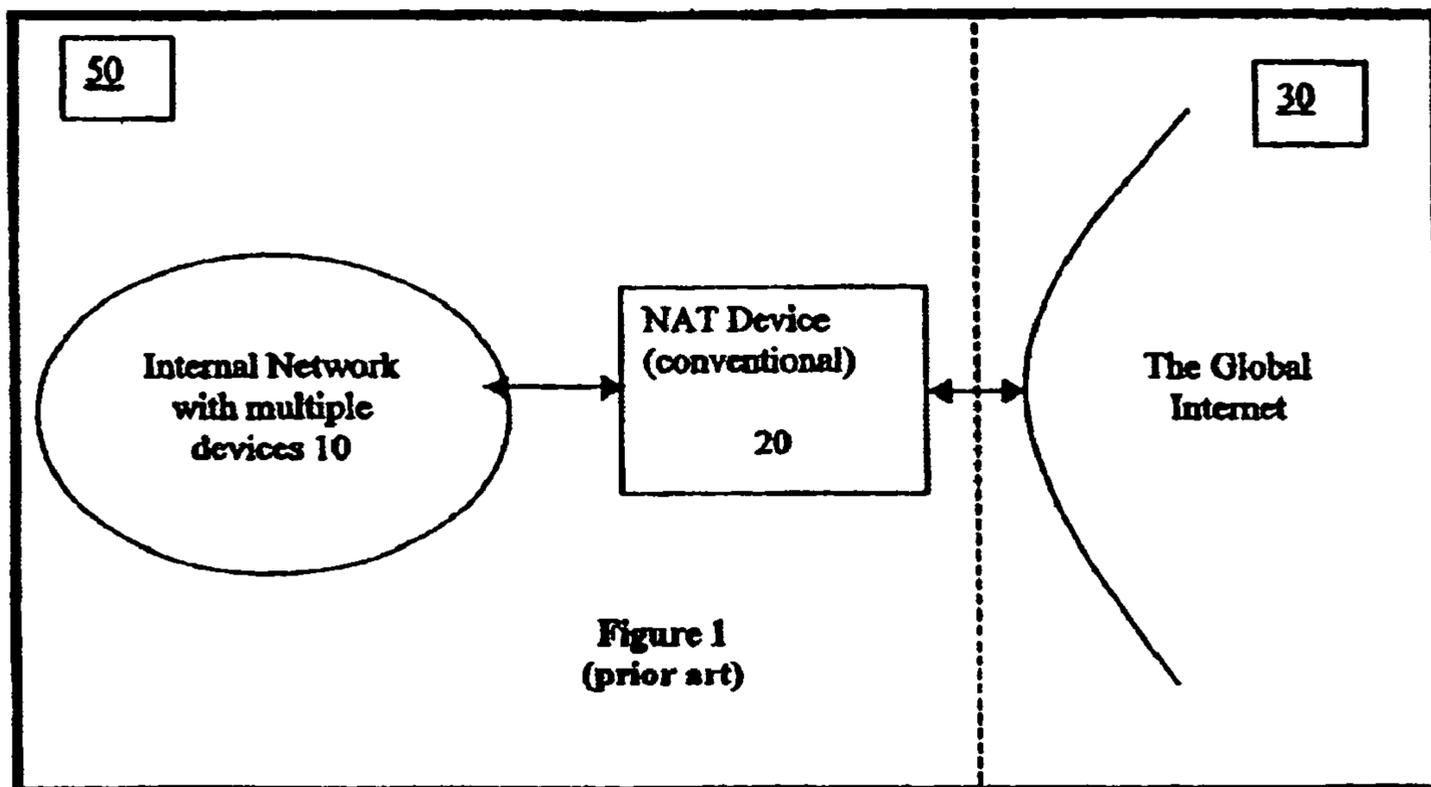 50
30
NAT Device
(conventional)
20
Internal Network
with multiple
devices 10
The Global
Internet
Figure 1
(prior art)